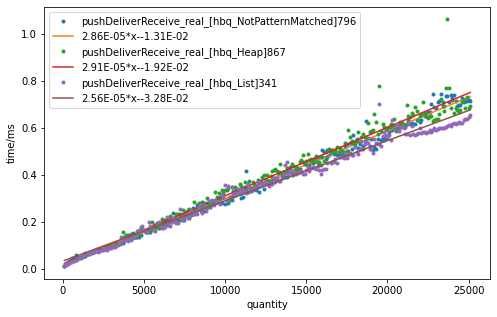 pushDeliverReceive_real_[hbq_NotPatternMatched]796
2.86E-05*x--1.31E-02
pushDeliverReceive_real_[hbq_Heap]867
2.91E-05*x--1.92E-02
pushDeliverReceive_real_[hbq_List]341
2.56E-05*x--3.28E-02
time/ms
1.0
0.8
0.6
0.4
0.2
0.0
0 5000 10000 15000 20000 25000
quantity